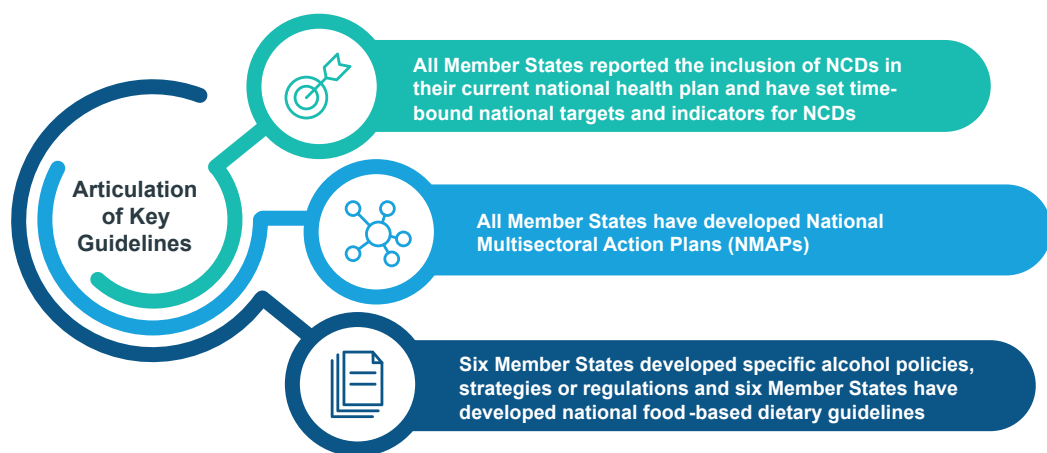 Articulation
of Key
Guidelines
All Member States reported the inclusion of NCDs in
their current national health plan and have set time-
bound national targets and indicators for NCDs
All Member States have developed National
Multisectoral Action Plans (NMAPs)
Six Member States developed specific alcohol policies,
strategies or regulations and six Member States have
developed national food-based dietary guidelines